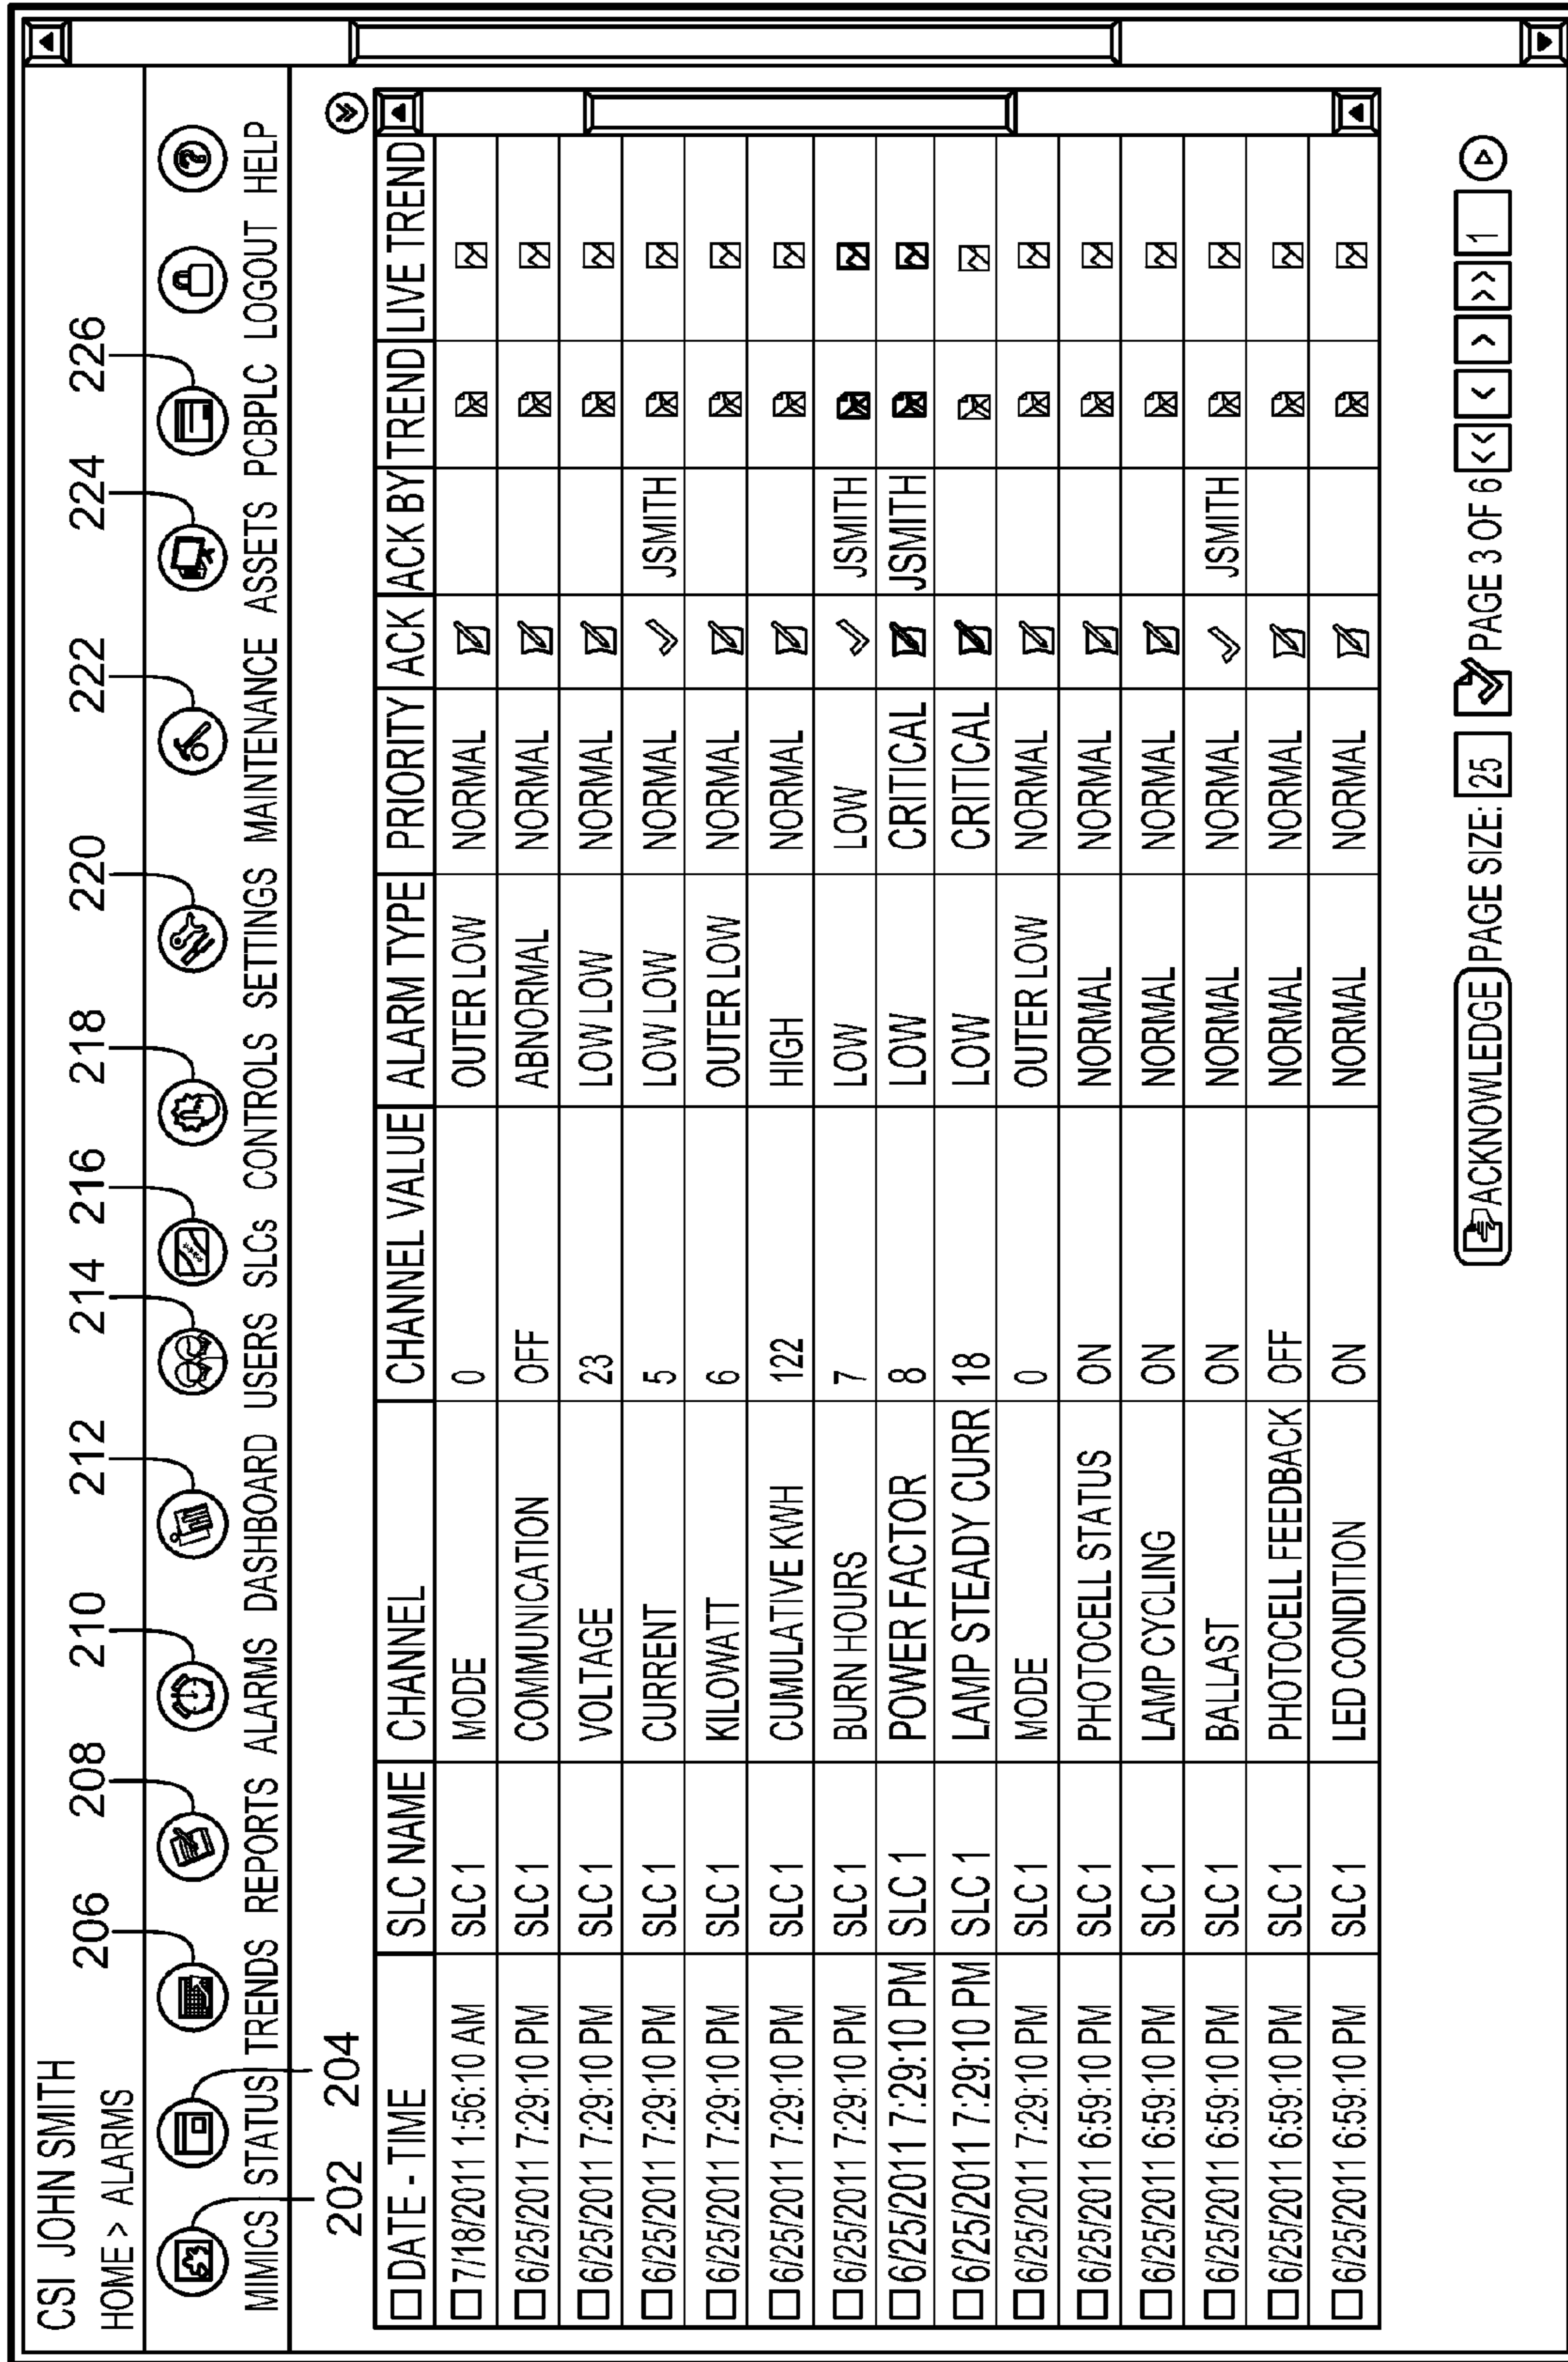 CSI JOHN SMITH
HOME > ALARMS
206 208 210 212 214 216 218 220 222 224 226
MIMICS STATUS TRENDS REPORTS ALARMS DASHBOARD USERS SLCs CONTROLS SETTINGS MAINTENANCE ASSETS PCBPLC LOGOUT HELP
202 204
DATE - TIME SLC NAME CHANNEL CHANNEL VALUE ALARM TYPE PRIORITY ACK ACK BY TREND LIVE TREND
7/18/2011 1:56:10 AM SLC 1 MODE 0 OUTER LOW NORMAL
6/25/2011 7:29:10 PM SLC 1 COMMUNICATION OFF ABNORMAL NORMAL
6/25/2011 7:29:10 PM SLC 1 VOLTAGE 23 LOW LOW NORMAL
6/25/2011 7:29:10 PM SLC 1 CURRENT 5 LOW LOW NORMAL JSMITH
6/25/2011 7:29:10 PM SLC 1 KILOWATT 6 OUTER LOW NORMAL
6/25/2011 7:29:10 PM SLC 1 CUMULATIVE KWH 122 HIGH NORMAL
6/25/2011 7:29:10 PM SLC 1 BURN HOURS 7 LOW LOW JSMITH
6/25/2011 7:29:10 PM SLC 1 POWER FACTOR 8 LOW CRITICAL JSMITH
6/25/2011 7:29:10 PM SLC 1 LAMP STEADY CURR 18 LOW CRITICAL
6/25/2011 7:29:10 PM SLC 1 MODE 0 OUTER LOW NORMAL
6/25/2011 6:59:10 PM SLC 1 PHOTOCELL STATUS ON NORMAL NORMAL
6/25/2011 6:59:10 PM SLC 1 LAMP CYCLING ON NORMAL NORMAL
6/25/2011 6:59:10 PM SLC 1 BALLAST ON NORMAL NORMAL JSMITH
6/25/2011 6:59:10 PM SLC 1 PHOTOCELL FEEDBACK OFF NORMAL NORMAL
6/25/2011 6:59:10 PM SLC 1 LED CONDITION ON NORMAL NORMAL
ACKNOWLEDGE PAGE SIZE: 25 PAGE 3 OF 6 << < > >> 1